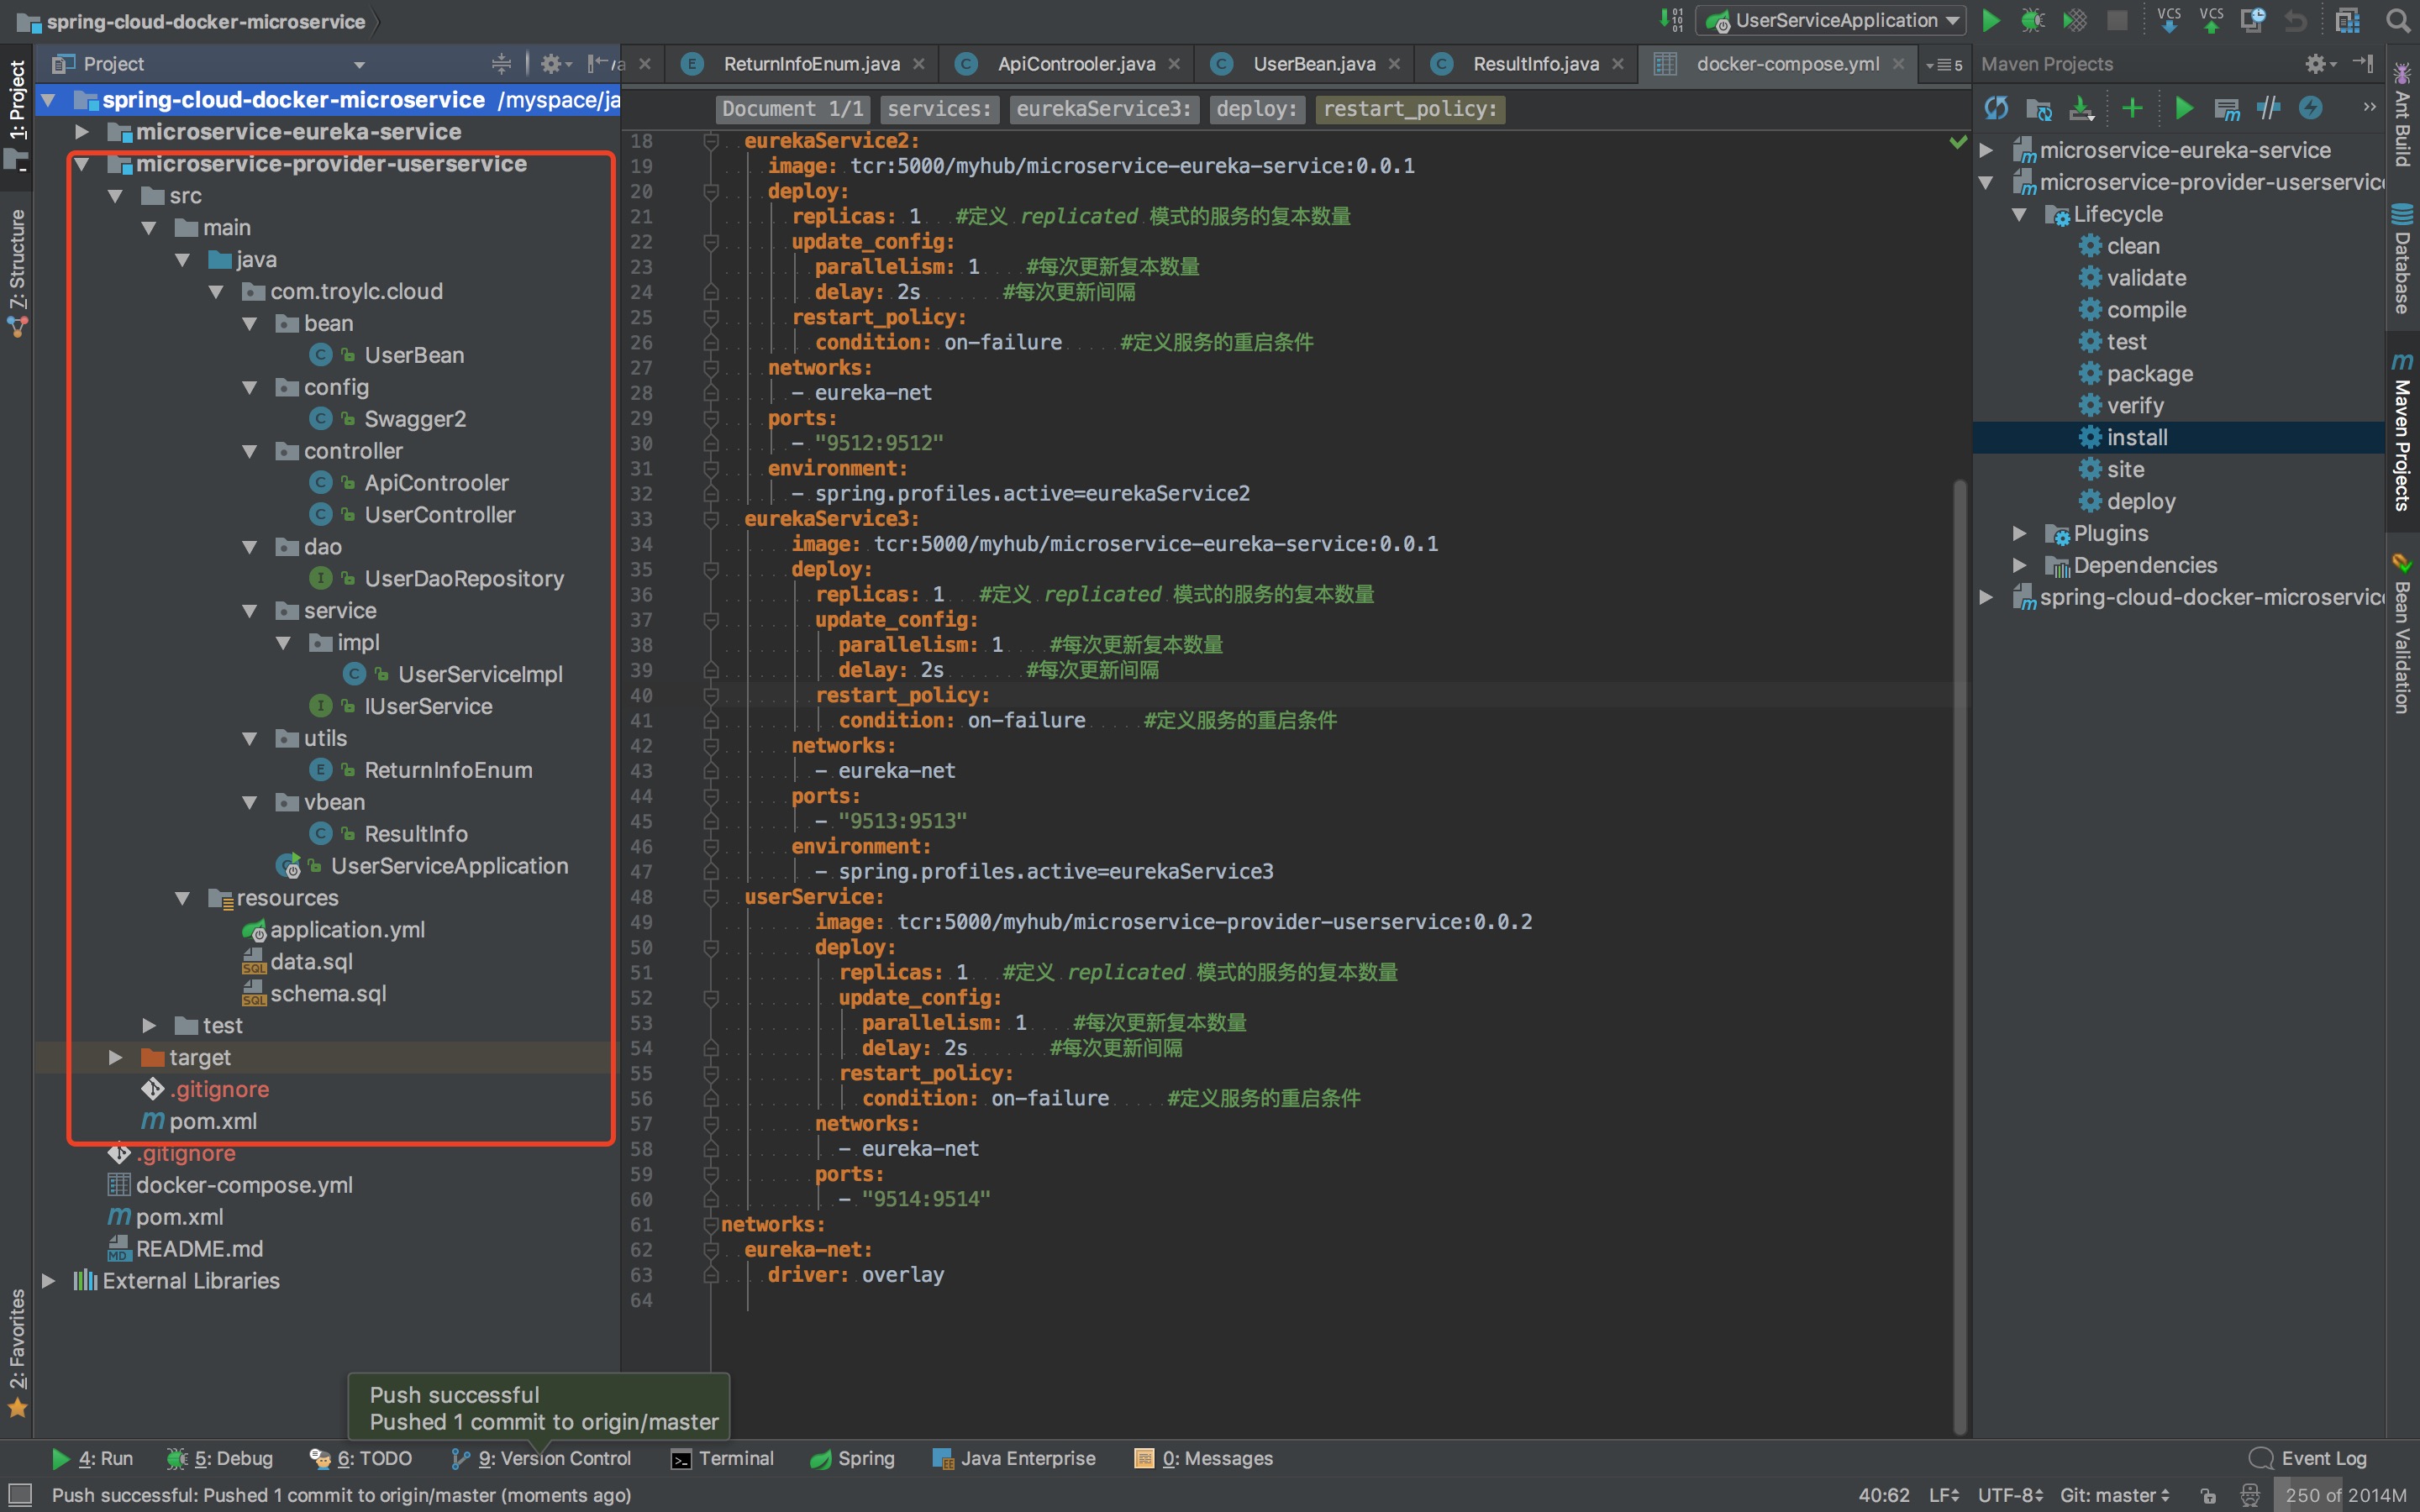 spring-cloud-docker-microservice
UserServiceApplication
VCS
VCS
1: Project
7: Structure
2: Favorites
Project
spring-cloud-docker-microservice /myspace/ja
microservice-eureka-service
microservice-provider-userservice
src
main
java
com.troylc.cloud
bean
UserBean
config
Swagger2
controller
ApiControoler
UserController
dao
UserDaoRepository
service
impl
UserServiceImpl
IUserService
utils
ReturnInfoEnum
vbean
ResultInfo
UserServiceApplication
resources
application.yml
data.sql
schema.sql
test
target
.gitignore
pom.xml
.gitignore
docker-compose.yml
pom.xml
README.md
External Libraries
ReturnInfoEnum.java
ApiControoler.java
UserBean.java
ResultInfo.java
docker-compose.yml
5
Document 1/1 services: eurekaService3: deploy: restart_policy:
18 eurekaService2:
19 image: tcr:5000/myhub/microservice-eureka-service:0.0.1
20 deploy:
21 replicas: 1 #定义 replicated 模式的服务的复本数量
22 update_config:
23 parallelism: 1 #每次更新复本数量
24 delay: 2s #每次更新间隔
25 restart_policy:
26 condition: on-failure #定义服务的重启条件
27 networks:
28 - eureka-net
29 ports:
30 - "9512:9512"
31 environment:
32 - spring.profiles.active=eurekaService2
33 eurekaService3:
34 image: tcr:5000/myhub/microservice-eureka-service:0.0.1
35 deploy:
36 replicas: 1 #定义 replicated 模式的服务的复本数量
37 update_config:
38 parallelism: 1 #每次更新复本数量
39 delay: 2s #每次更新间隔
40 restart_policy:
41 condition: on-failure #定义服务的重启条件
42 networks:
43 - eureka-net
44 ports:
45 - "9513:9513"
46 environment:
47 - spring.profiles.active=eurekaService3
48 userService:
49 image: tcr:5000/myhub/microservice-provider-userservice:0.0.2
50 deploy:
51 replicas: 1 #定义 replicated 模式的服务的复本数量
52 update_config:
53 parallelism: 1 #每次更新复本数量
54 delay: 2s #每次更新间隔
55 restart_policy:
56 condition: on-failure #定义服务的重启条件
57 networks:
58 - eureka-net
59 ports:
60 - "9514:9514"
61 networks:
62 eureka-net:
63 driver: overlay
64
Maven Projects
microservice-eureka-service
microservice-provider-userservic
Lifecycle
clean
validate
compile
test
package
verify
install
site
deploy
Plugins
Dependencies
spring-cloud-docker-microservic
Ant Build
Database
Maven Projects
Bean Validation
Push successful
Pushed 1 commit to origin/master
4: Run
5: Debug
6: TODO
9: Version Control
Terminal
Spring
Java Enterprise
0: Messages
Event Log
Push successful: Pushed 1 commit to origin/master (moments ago)
40:62 LF UTF-8 Git: master 250 of 2014M